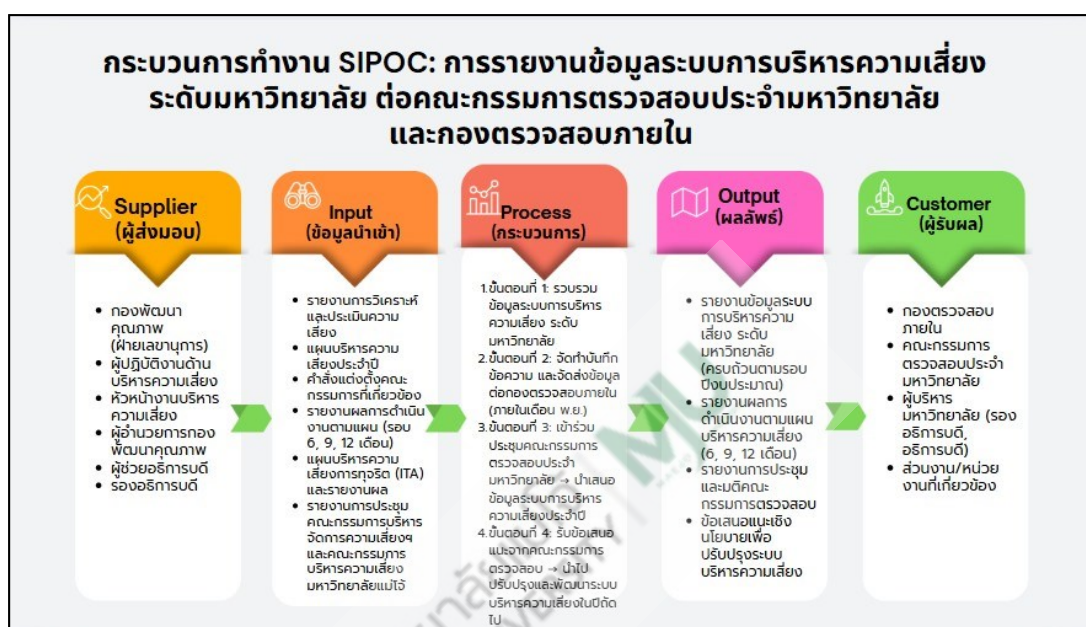 กระบวนการทำงาน SIPOC: การรายงานข้อมูลระบบการบริหารความเสี่ยง
ระดับมหาวิทยาลัย ต่อคณะกรรมการตรวจสอบประจำมหาวิทยาลัย
และกองตรวจสอบภายใน
Supplier
(ผู้ส่งมอบ)
• กองพัฒนา
คุณภาพ
(ฝ่ายเลขานุการ)
• ผู้ปฏิบัติงานด้าน
บริหารความเสี่ยง
• หัวหน้างานบริหาร
ความเสี่ยง
• ผู้อำนวยการกอง
พัฒนาคุณภาพ
• ผู้ช่วยอธิการบดี
• รองอธิการบดี
Input
(ข้อมูลนำเข้า)
• รายงานการวิเคราะห์
และประเมินความ
เสี่ยง
• แผนบริหารความ
เสี่ยงประจำปี
• คำสั่งแต่งตั้งคณะ
กรรมการที่เกี่ยวข้อง
• รายงานผลการดำเนิน
งานตามแผน (รอบ
6, 9, 12 เดือน)
• แผนบริหารความ
เสี่ยงการทุจริต (ITA)
และรายงานผล
• รายงานการประชุม
คณะกรรมการบริหาร
จัดการความเสี่ยงฯ
และคณะกรรมการ
บริหารความเสี่ยง
มหาวิทยาลัยแม่โจ้
Process
(กระบวนการ)
1.ขั้นตอนที่ 1: รวบรวม
ข้อมูลระบบการบริหาร
ความเสี่ยง ระดับ
มหาวิทยาลัย
2.ขั้นตอนที่ 2: จัดทำบันทึก
ข้อความ และจัดส่งข้อมูล
ต่อกองตรวจสอบภายใน
(ภายในเดือน พ.ย.)
3.ขั้นตอนที่ 3: เข้าร่วม
ประชุมคณะกรรมการ
ตรวจสอบประจำ
มหาวิทยาลัย → นำเสนอ
ข้อมูลระบบการบริหาร
ความเสี่ยงประจำปี
4.ขั้นตอนที่ 4: รับข้อเสนอ
แนะจากคณะกรรมการ
ตรวจสอบ → นำไป
ปรับปรุงและพัฒนาระบบ
บริหารความเสี่ยงในปีถัด
ไป
Output
(ผลลัพธ์)
• รายงานข้อมูลระบบ
การบริหารความ
เสี่ยง ระดับ
มหาวิทยาลัย
(ครบถ้วนตามรอบ
ปีงบประมาณ)
• รายงานผลการ
ดำเนินงานตามแผน
บริหารความเสี่ยง
(6, 9, 12 เดือน)
• รายงานการประชุม
และมติคณะ
กรรมการตรวจสอบ
• ข้อเสนอแนะเชิง
นโยบายเพื่อ
ปรับปรุงระบบ
บริหารความเสี่ยง
Customer
(ผู้รับผล)
• กองตรวจสอบ
ภายใน
• คณะกรรมการ
ตรวจสอบประจำ
มหาวิทยาลัย
• ผู้บริหาร
มหาวิทยาลัย (รอง
อธิการบดี,
อธิการบดี)
• ส่วนงาน/หน่วย
งานที่เกี่ยวข้อง
MJU